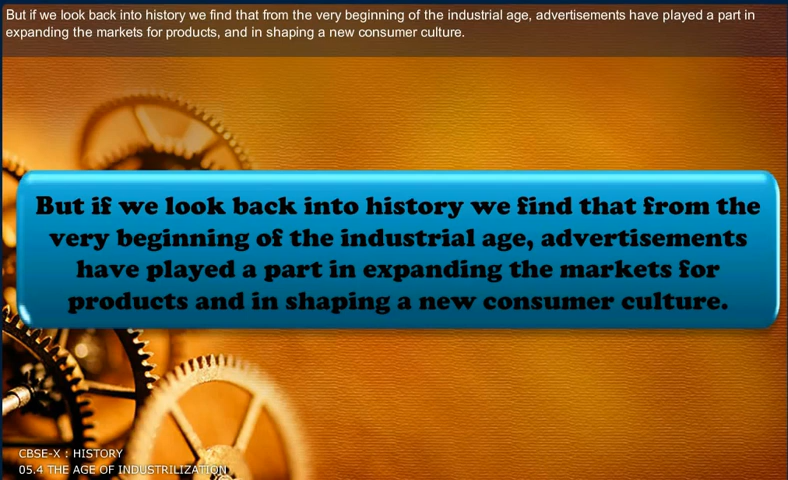 But if we look back into history we find that from the very beginning of the industrial age, advertisements have played a part in
expanding the markets for products, and in shaping a new consumer culture.
But if we look back into history we find that from the
very beginning of the industrial age, advertisements
have played a part in expanding the markets for
products and in shaping a new consumer culture.
CBSE-X : HISTORY
05.4 THE AGE OF INDUSTRILIZATION